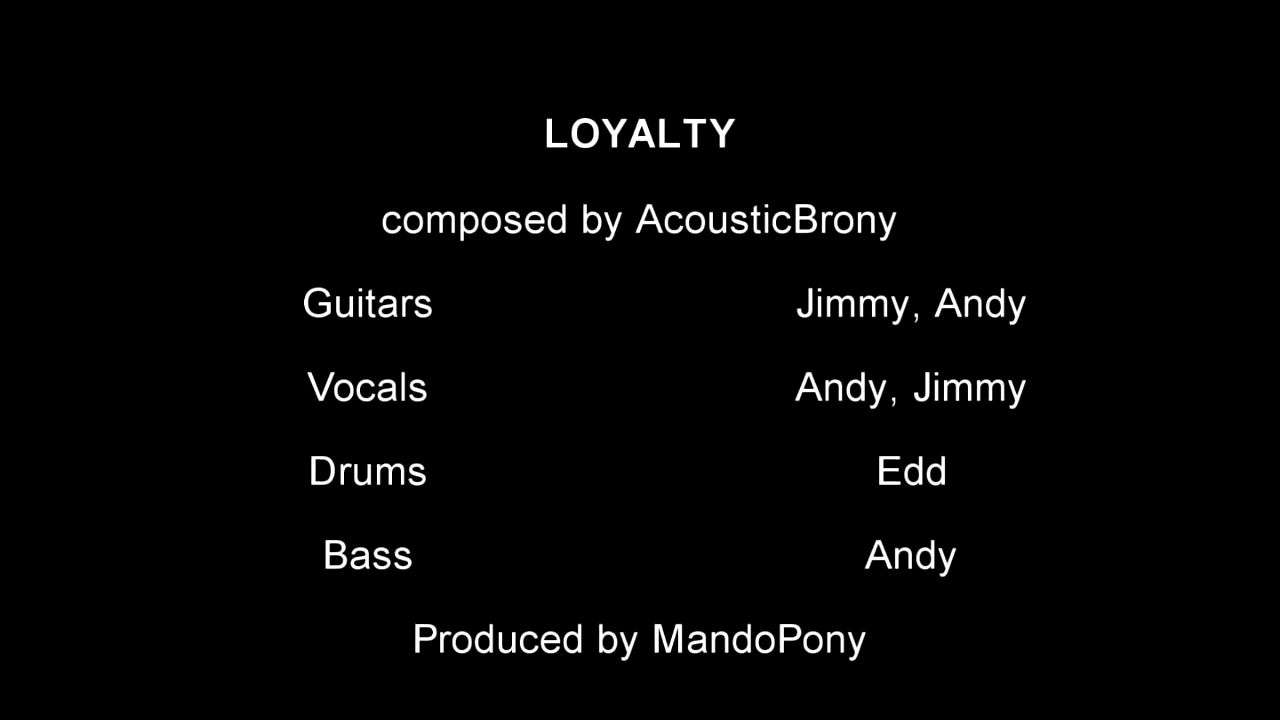 LOYALTY
composed by AcousticBrony
Guitars Jimmy, Andy
Vocals Andy, Jimmy
Drums Edd
Bass Andy
Produced by MandoPony